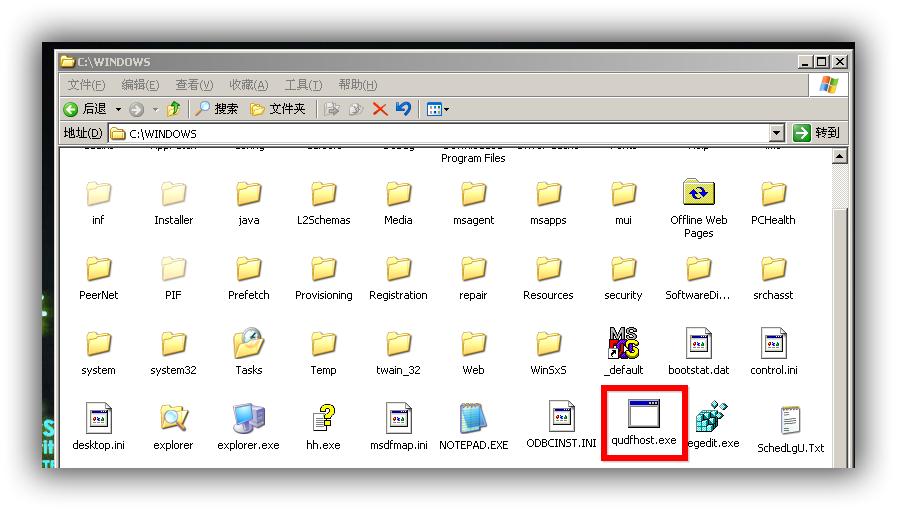 C:\WINDOWS
文件(F) 编辑(E) 查看(V) 收藏(A) 工具(T) 帮助(H)
后退 搜索 文件夹
地址(D) C:\WINDOWS 转到
Program Files
inf Installer java L2Schemas Media msagent msapps mui Offline Web Pages PCHealth
PeerNet PIF Prefetch Provisioning Registration repair Resources security SoftwareDi... srchasst
system system32 Tasks Temp twain_32 Web WinSxS _default bootstat.dat control.ini
desktop.ini explorer explorer.exe hh.exe msdfmap.ini NOTEPAD.EXE ODBCINST.INI qudfhost.exe egedit.exe SchedLgU.Txt